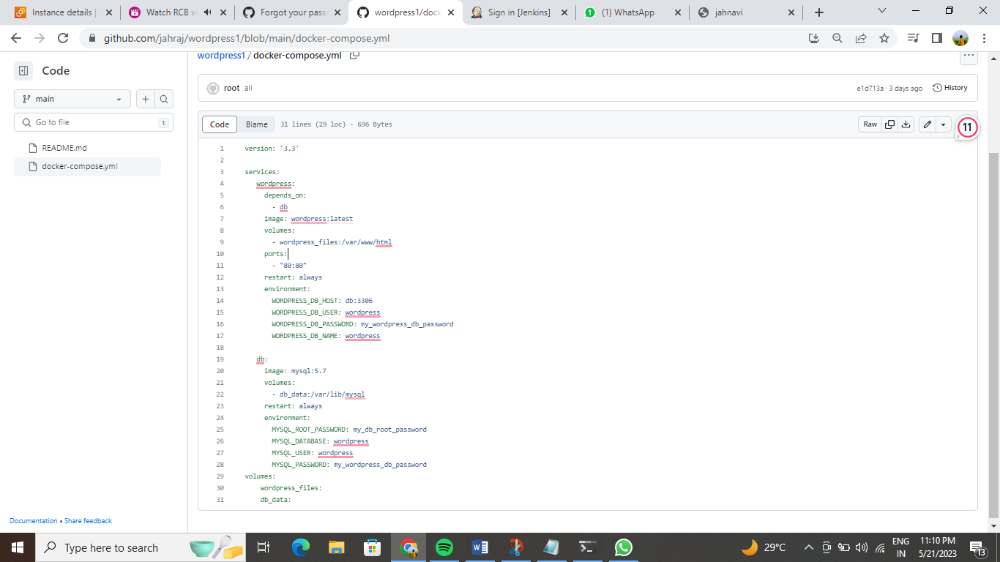 Instance details |
Watch RCB vs
Forgot your pass
wordpress1/dock
Sign in [Jenkins]
1
(1) WhatsApp
jahnavi
github.com/jahraj/wordpress1/blob/main/docker-compose.yml
Code
main
Go to file
t
README.md
docker-compose.yml
wordpress1 / docker-compose.yml
root all
e1d713a · 3 days ago
History
Code
Blame
31 lines (29 loc) · 696 Bytes
Raw
11
1 version: '3.3'
2
3 services:
4 wordpress:
5 depends_on:
6 - db
7 image: wordpress:latest
8 volumes:
9 - wordpress_files:/var/www/html
10 ports:
11 - "80:80"
12 restart: always
13 environment:
14 WORDPRESS_DB_HOST: db:3306
15 WORDPRESS_DB_USER: wordpress
16 WORDPRESS_DB_PASSWORD: my_wordpress_db_password
17 WORDPRESS_DB_NAME: wordpress
18
19 db:
20 image: mysql:5.7
21 volumes:
22 - db_data:/var/lib/mysql
23 restart: always
24 environment:
25 MYSQL_ROOT_PASSWORD: my_db_root_password
26 MYSQL_DATABASE: wordpress
27 MYSQL_USER: wordpress
28 MYSQL_PASSWORD: my_wordpress_db_password
29 volumes:
30 wordpress_files:
31 db_data:
Documentation • Share feedback
Type here to search
29°C
ENG
IN
11:10 PM
5/21/2023
13